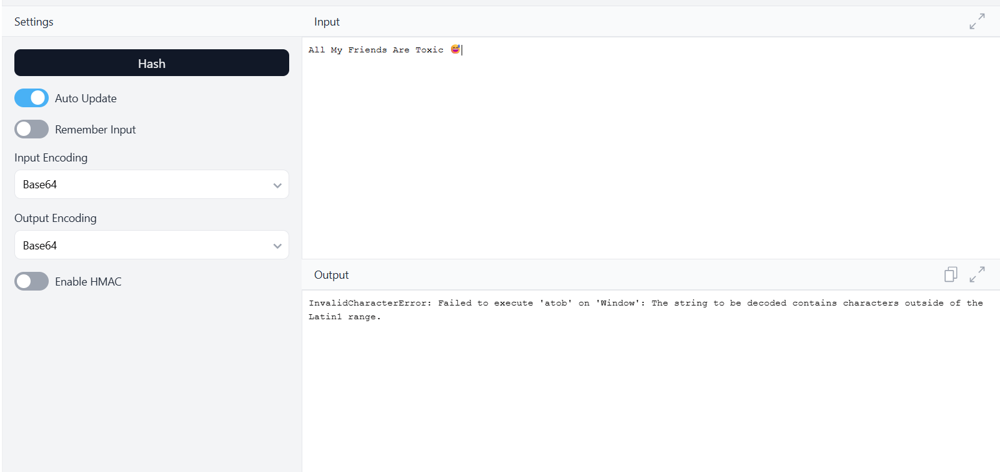 Settings
Hash
Auto Update
Remember Input
Input Encoding
Base64
Output Encoding
Base64
Enable HMAC
Input
All My Friends Are Toxic 😅
Output
InvalidCharacterError: Failed to execute 'atob' on 'Window': The string to be decoded contains characters outside of the
Latin1 range.